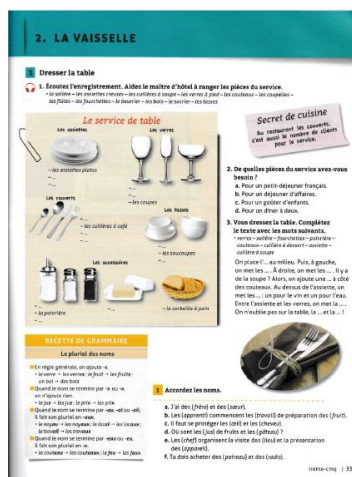 2. LA VAISSELLE
1 Dresser la table
1. Écoutez l'enregistrement. Aidez le maître d'hôtel à ranger les pièces du service.
• la salière – les assiettes creuses – les cuillères à soupe – les verres à pied – les couteaux – les coupelles –
les flûtes – les fourchettes – le beurrier – les bols – le sucrier – les tasses
Le service de table
Les assiettes
– les assiettes plates
– ...
– ...
Les verres
– ...
– ...
– les coupes
Les couverts
– ...
– ...
– les cuillères à café
Les tasses
– ...
– les soucoupes
– ...
Les accessoires
– la poivrière
– ...
– ...
– ...
– la corbeille à pain
Secret de cuisine
Au restaurant les couverts,
c'est aussi le nombre de clients
pour le service.
2. De quelles pièces du service avez-vous
besoin ?
a. Pour un petit-déjeuner français.
b. Pour un déjeuner d'affaires.
c. Pour un goûter d'enfants.
d. Pour un dîner à deux.
3. Vous dressez la table. Complétez
le texte avec les mots suivants.
• verres – salière – fourchettes – poivrière –
couteaux – cuillère à dessert – assiette –
cuillère à soupe
On place l'... au milieu. Puis, à gauche,
on met les .... À droite, on met les .... Il y a
de la soupe ? Alors, on ajoute une ... à côté
des couteaux. Au dessus de l'assiette, on
met les ... : un pour le vin et un pour l'eau.
Entre l'assiette et les verres, on met la ....
On n'oublie pas sur la table, la ... et la ... !
RECETTE DE GRAMMAIRE
Le pluriel des noms
En règle générale, on ajoute -s.
• le verre → les verres; le fruit → les fruits;
un bol → des bols
Quand le nom se termine par -s ou -x,
on n'ajoute rien.
• le jus → les jus; le prix → les prix
Quand le nom se termine par -au, -al ou -ail,
il fait son pluriel en -aux.
• le noyau → les noyaux; le local → les locaux;
le travail → les travaux
Quand le nom se termine par -eau ou -eu,
il fait son pluriel en -x.
• le couteau → les couteaux; le feu → les feux
1 Accordez les noms.
a. J'ai des (frère) et des (sœur).
b. Les (apprenti) commencent les (travail) de préparation des (fruit).
c. Il faut se protéger les (œil) et les (cheveu).
d. Où sont les (jus) de fruits et les (gâteau) ?
e. Les (chef) organisent la visite des (lieu) et la présentation
des (appareil).
f. Tu dois acheter des (poireau) et des (radis).
trente-cinq | 35